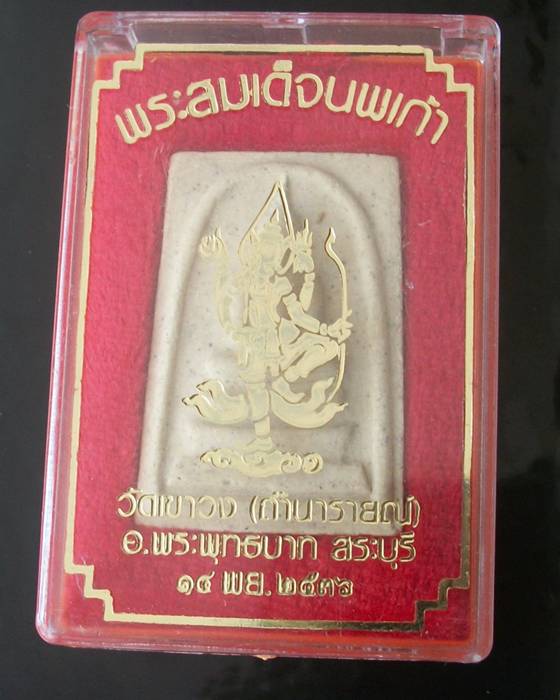 พระสมเด็จนพเก้า
วัดเขาวง (ถ้ำนารายณ์)
อ.พระพุทธบาท สระบุรี
๑๔ พย.๒๕๓๖